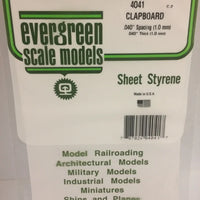 4041
CLAPBOARD
.040" Spacing (1.0 mm)
.040" Thick (1.0 mm)
evergreen
scale models
Sheet Styrene
Made in U.S.A.
Model Railroading
Architectural Models
Military Models
Industrial Models
Miniatures
Ships and Planes